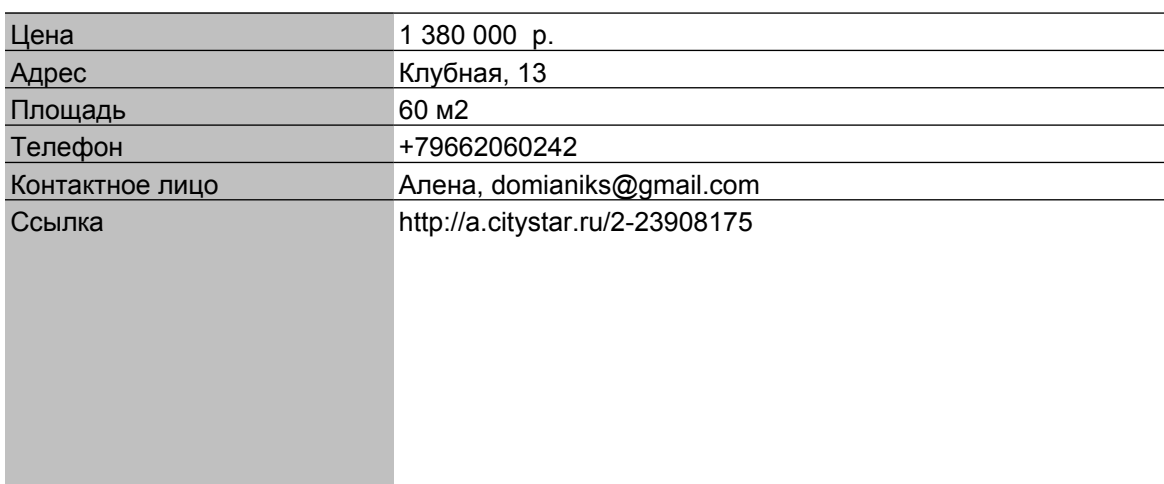 Цена 1 380 000 р.
Адрес Клубная, 13
Площадь 60 м2
Телефон +79662060242
Контактное лицо Алена, domianiks@gmail.com
Ссылка http://a.citystar.ru/2-23908175